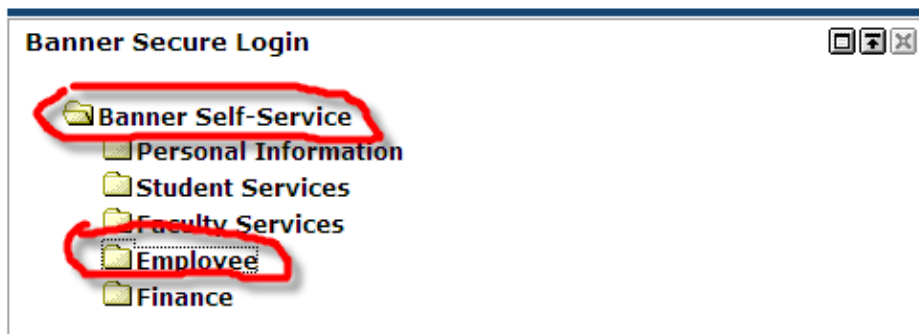 Banner Secure Login
Banner Self-Service
Personal Information
Student Services
Faculty Services
Employee
Finance